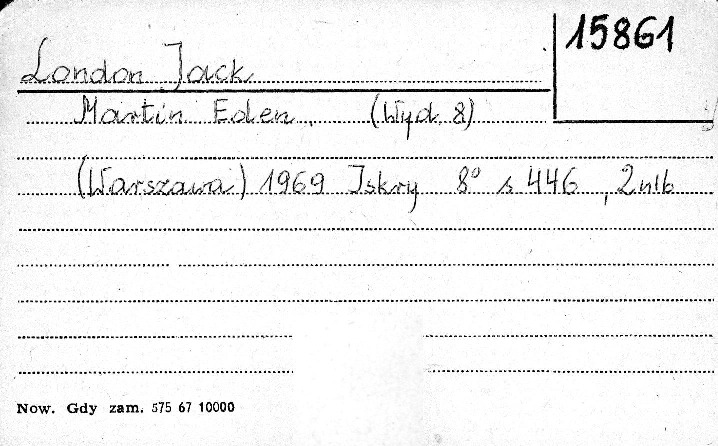 15861
London Jack
Martin Eden. (Wyd. 8)
(Warszawa) 1969 Iskry 8° s 446, 2 nlb
Now. Gdy zam. 575 67 10000